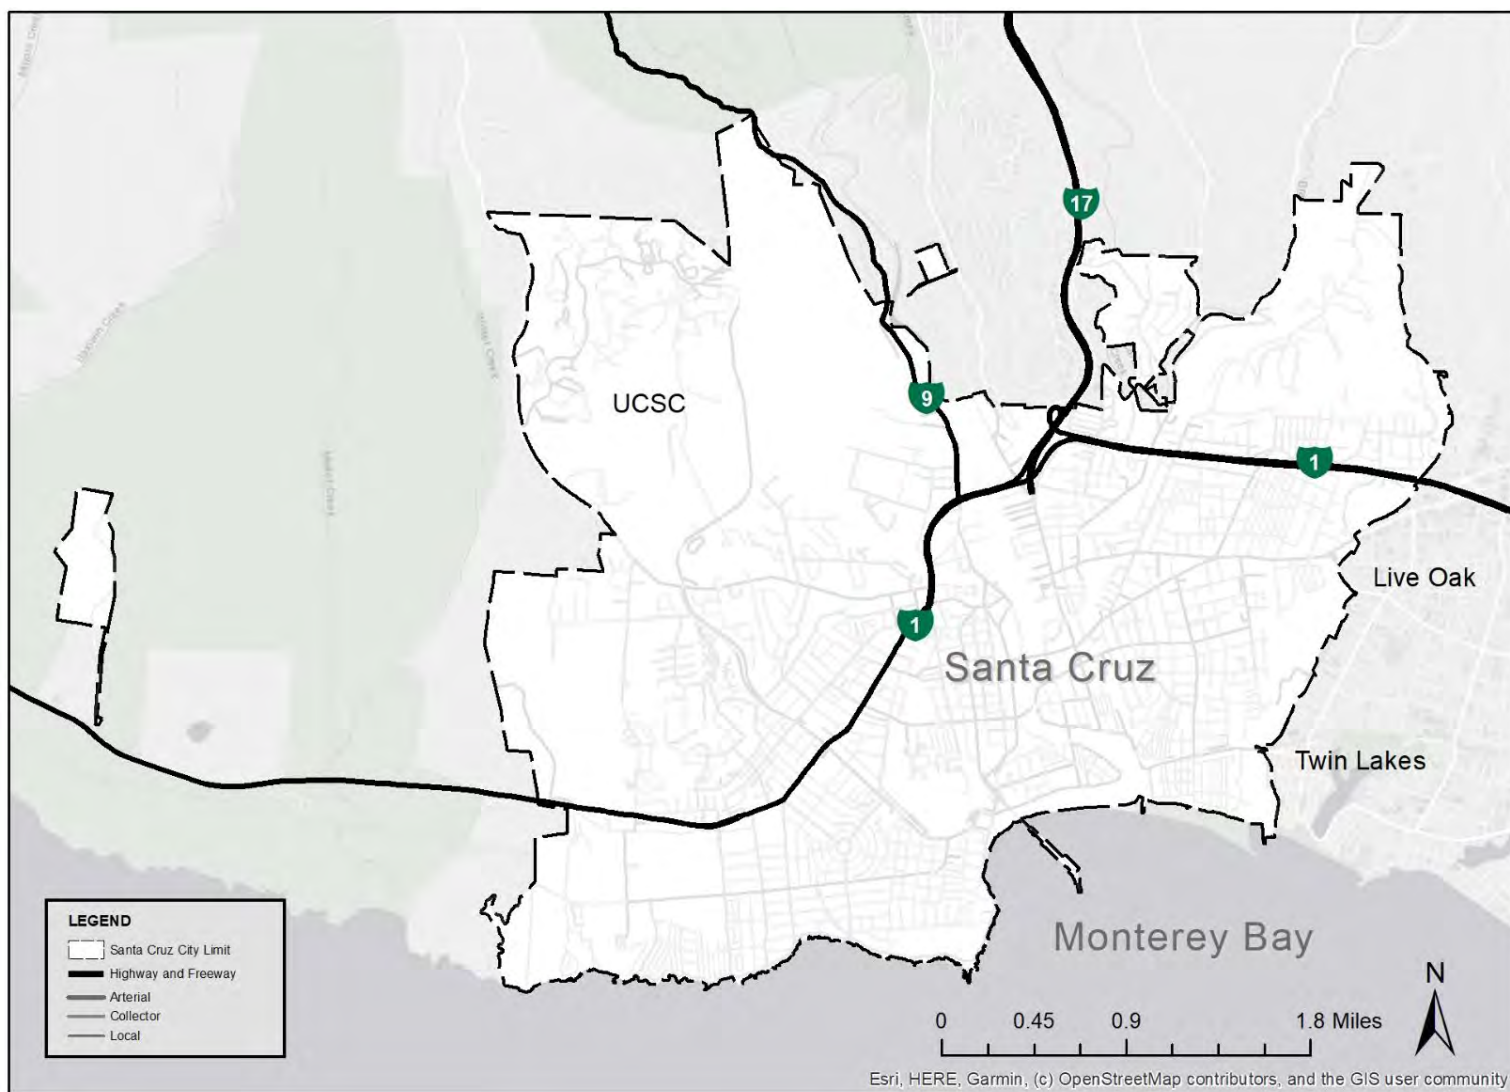 17
9
UCSC
1
Live Oak
1
Santa Cruz
Twin Lakes
Monterey Bay
LEGEND
Santa Cruz City Limit
Highway and Freeway
Arterial
Collector
Local
N
0 0.45 0.9 1.8 Miles
Esri, HERE, Garmin, (c) OpenStreetMap contributors, and the GIS user community